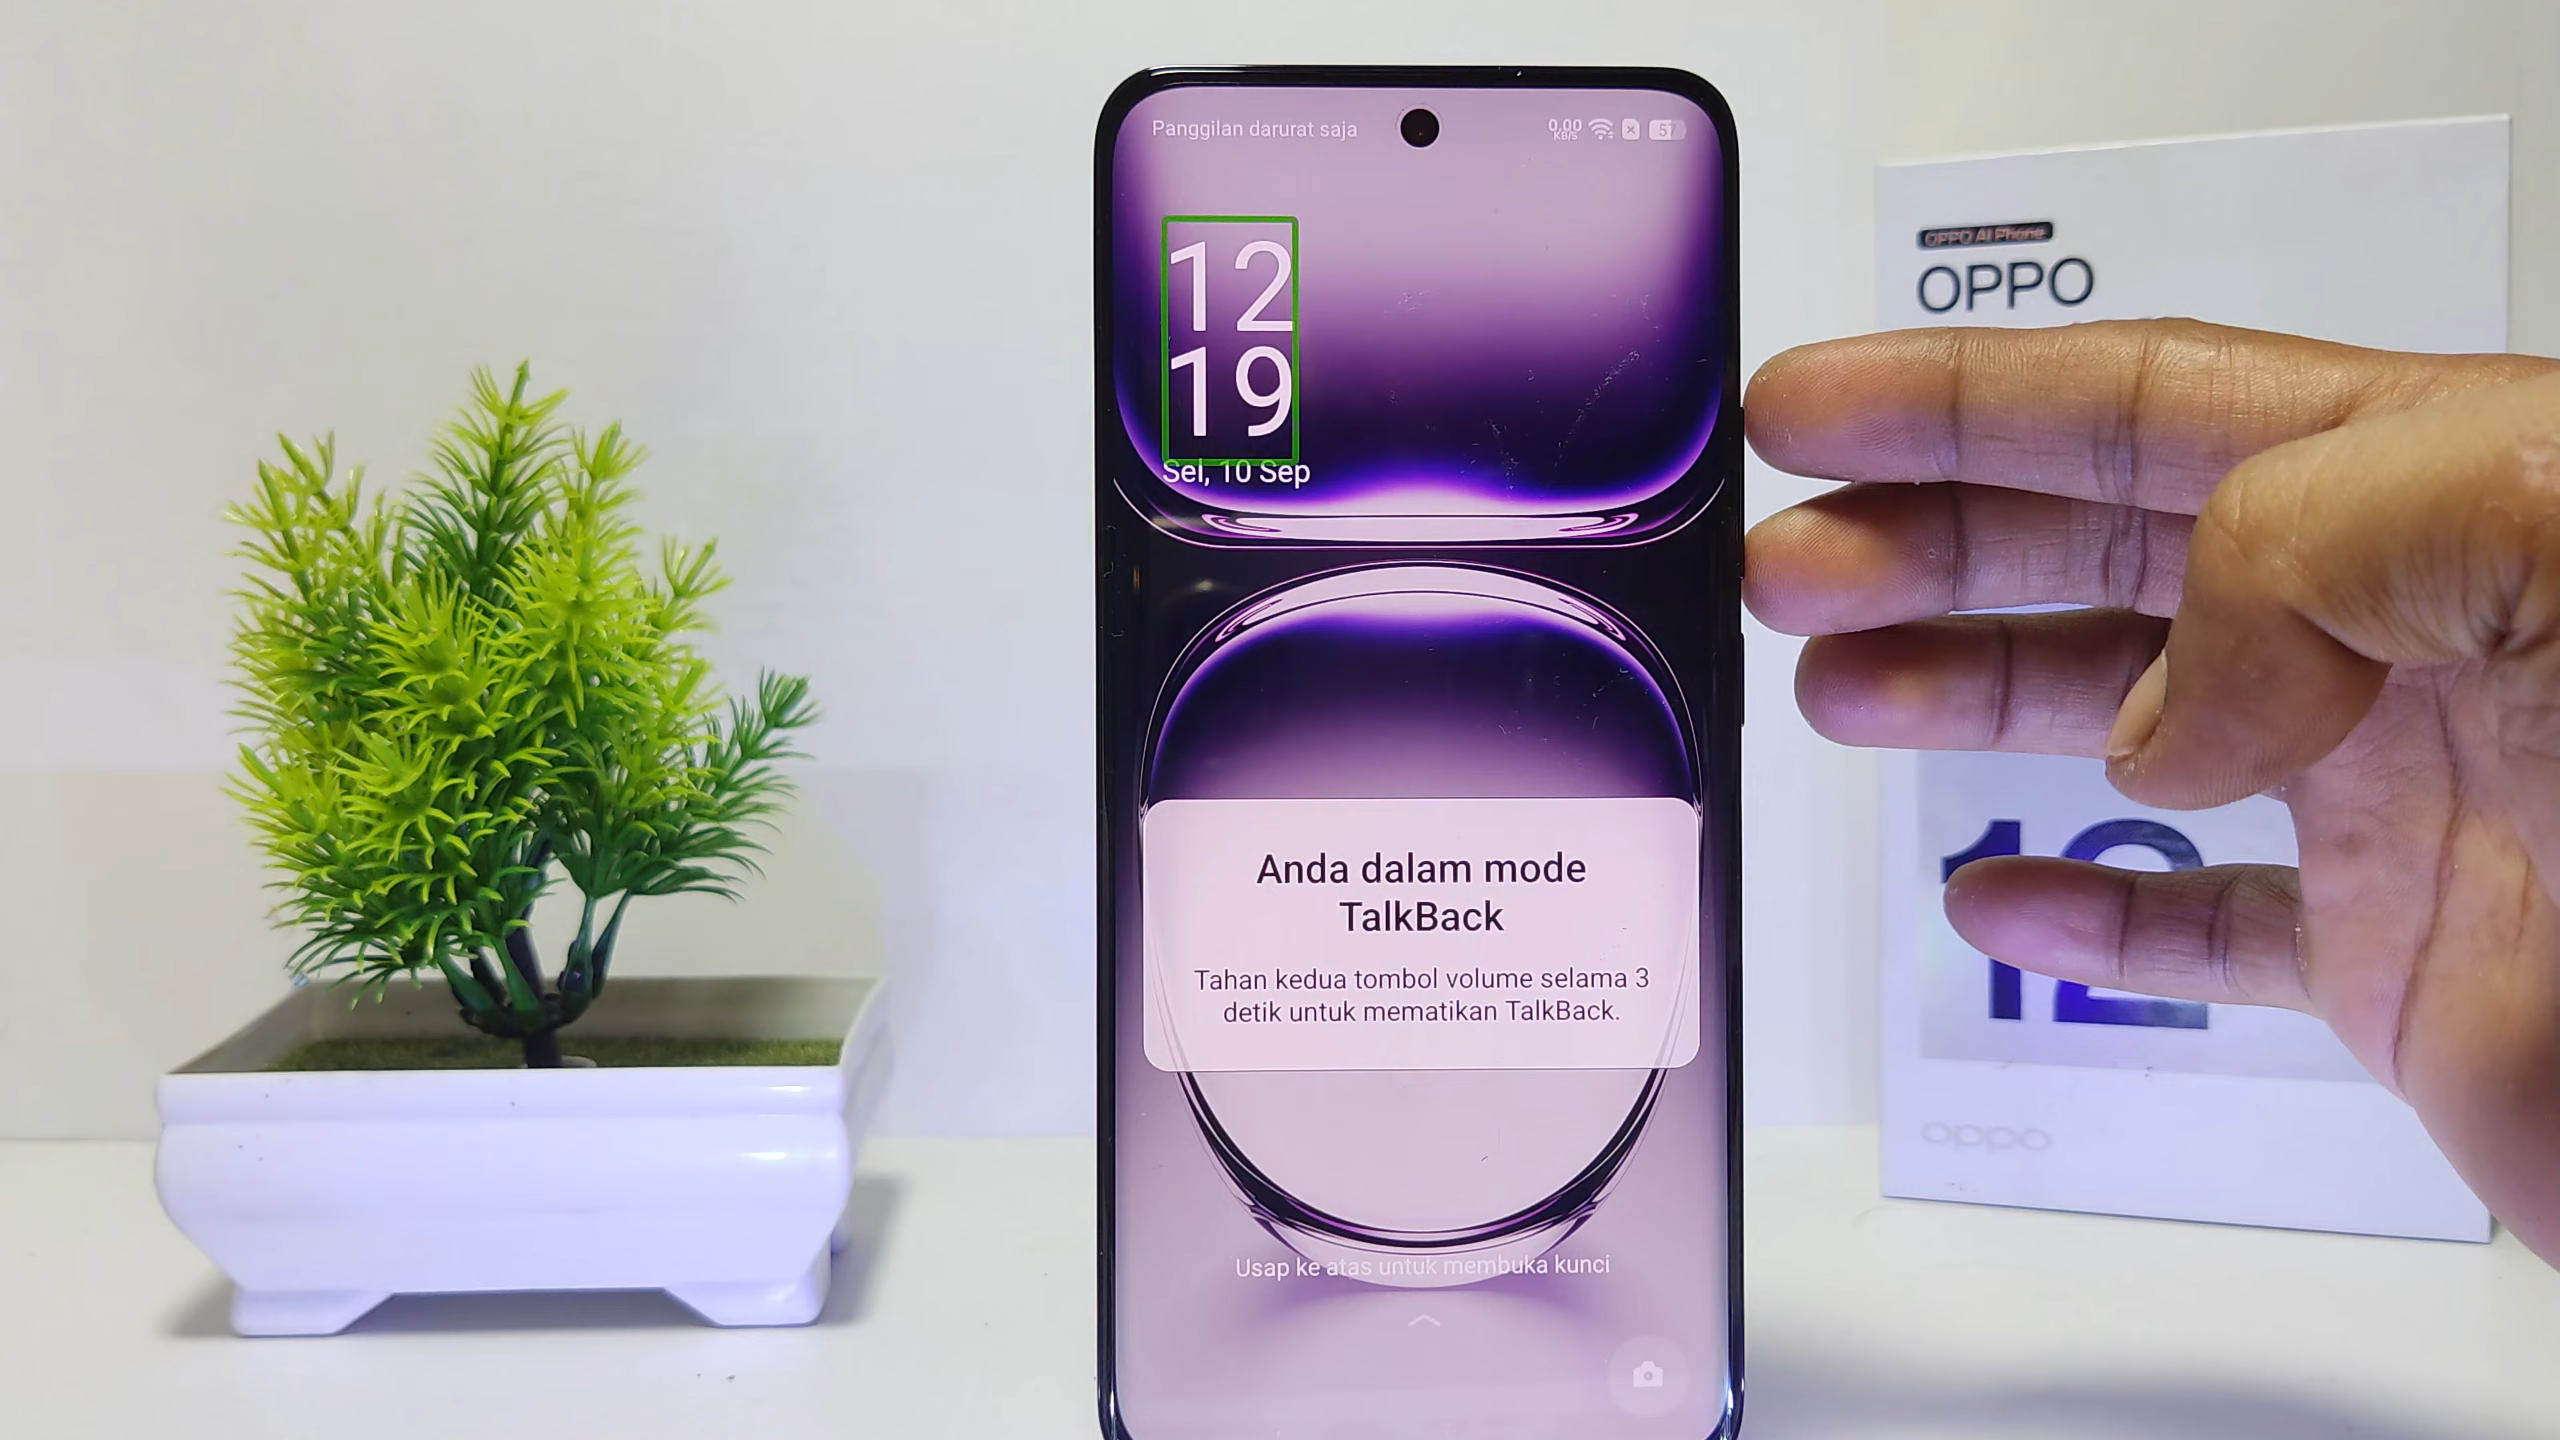 Panggilan darurat saja
0,00
KB/S
57
12
19
Sel, 10 Sep
Anda dalam mode
TalkBack
Tahan kedua tombol volume selama 3
detik untuk mematikan TalkBack.
Usap ke atas untuk membuka kunci
OPPO AI Phone
OPPO
12
oppo